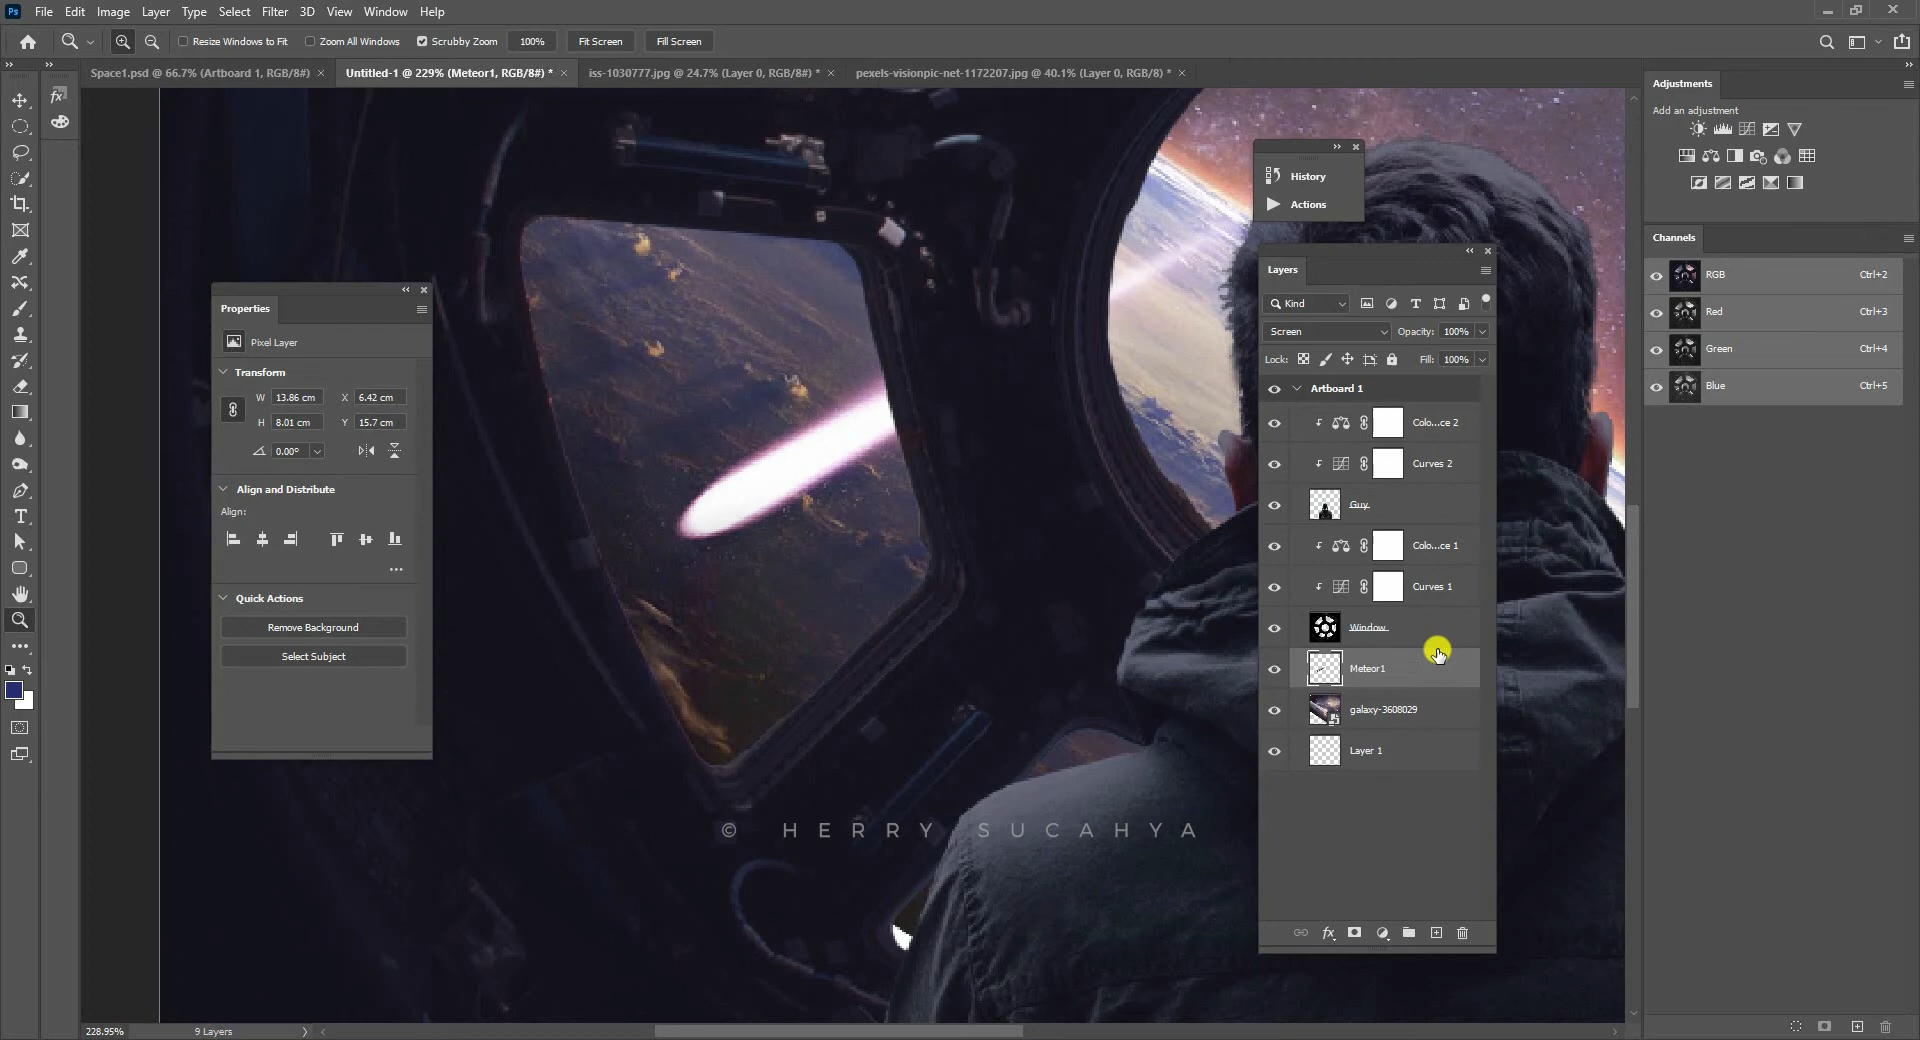 Ps File Edit Image Layer Type Select Filter 3D View Window Help
Resize Windows to Fit Zoom All Windows Scrubby Zoom 100% Fit Screen Fill Screen
Space1.psd @ 66.7% (Artboard 1, RGB/8#) × Untitled-1 @ 229% (Meteor1, RGB/8#) * × iss-1030777.jpg @ 24.7% (Layer 0, RGB/8#) * × pexels-visionpic-net-1172207.jpg @ 40.1% (Layer 0, RGB/8) * ×
Adjustments
Add an adjustment
Channels
RGB Ctrl+2
Red Ctrl+3
Green Ctrl+4
Blue Ctrl+5
History
Actions
Properties
Pixel Layer
Transform
W 13.86 cm X 6.42 cm
H 8.01 cm Y 15.7 cm
0.00°
Align and Distribute
Align:
Quick Actions
Remove Background
Select Subject
Layers
Kind
Screen Opacity: 100%
Lock: Fill: 100%
Artboard 1
Colo...ce 2
Curves 2
Guy
Colo...ce 1
Curves 1
Window
Meteor1
galaxy-3608029
Layer 1
fx
© HERRY SUCAHYA
228.95% 9 Layers